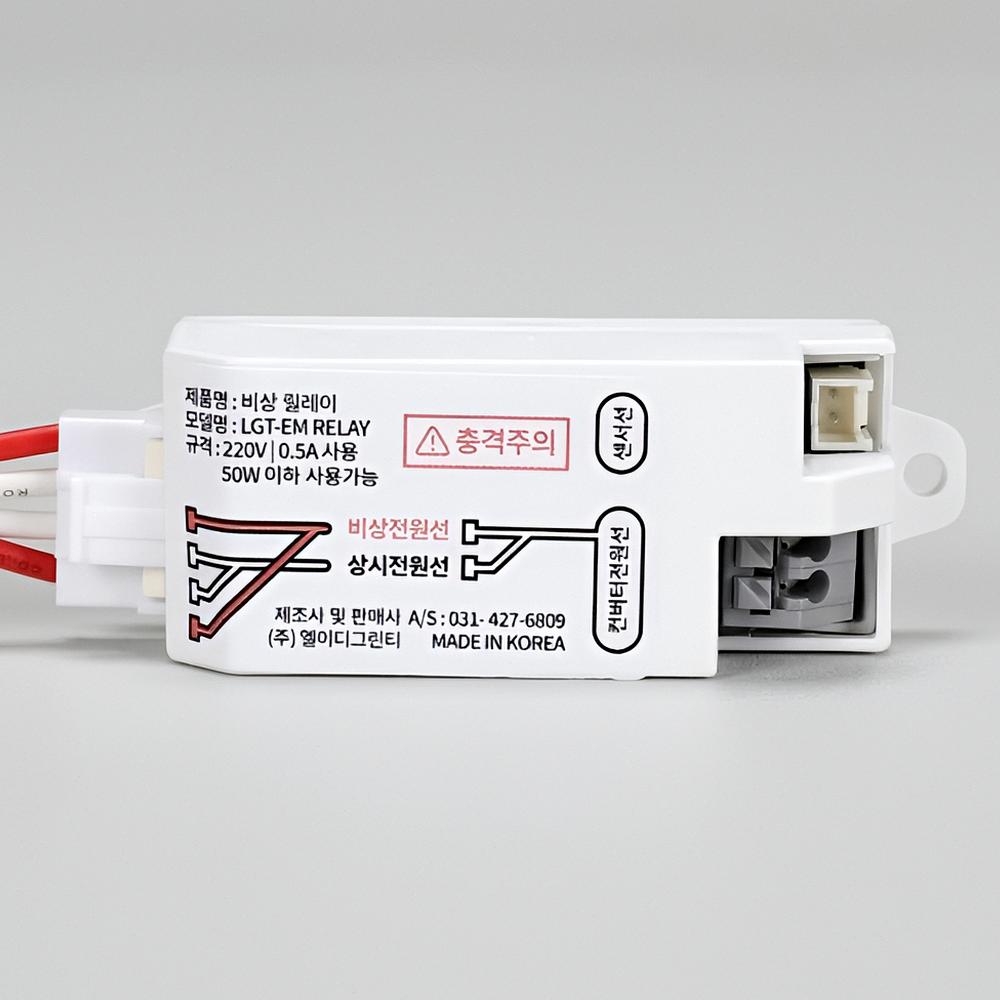 제품명 : 비상 릴레이
모델명 : LGT-EM RELAY
규격 : 220V | 0.5A 사용
50W 이하 사용가능
충격주의
센서선
비상전원선
상시전원선
컨버터전원선
제조사 및 판매사 A/S : 031- 427-6809
(주) 엘이디그린티 MADE IN KOREA